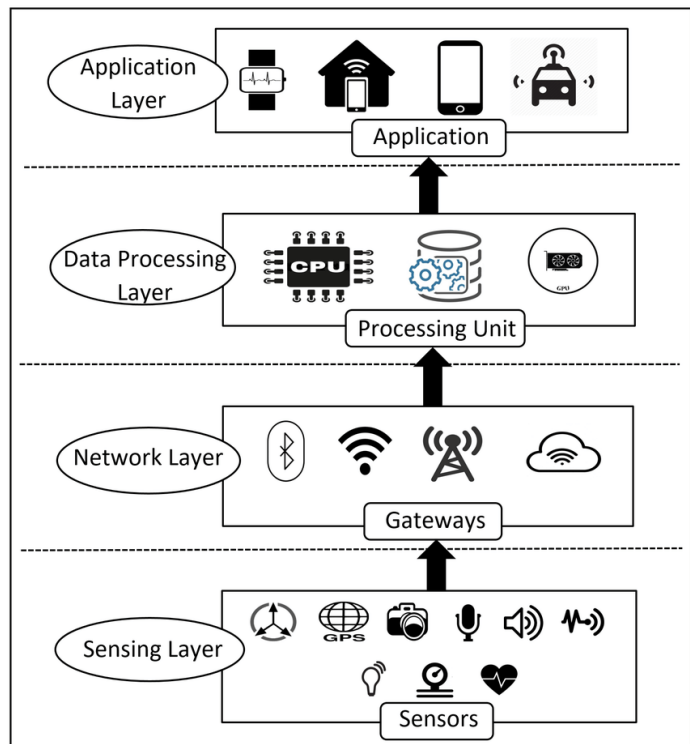 Application
Layer
Application
Data Processing
Layer
CPU
GPU
Processing Unit
Network Layer
Gateways
GPS
Sensing Layer
Sensors